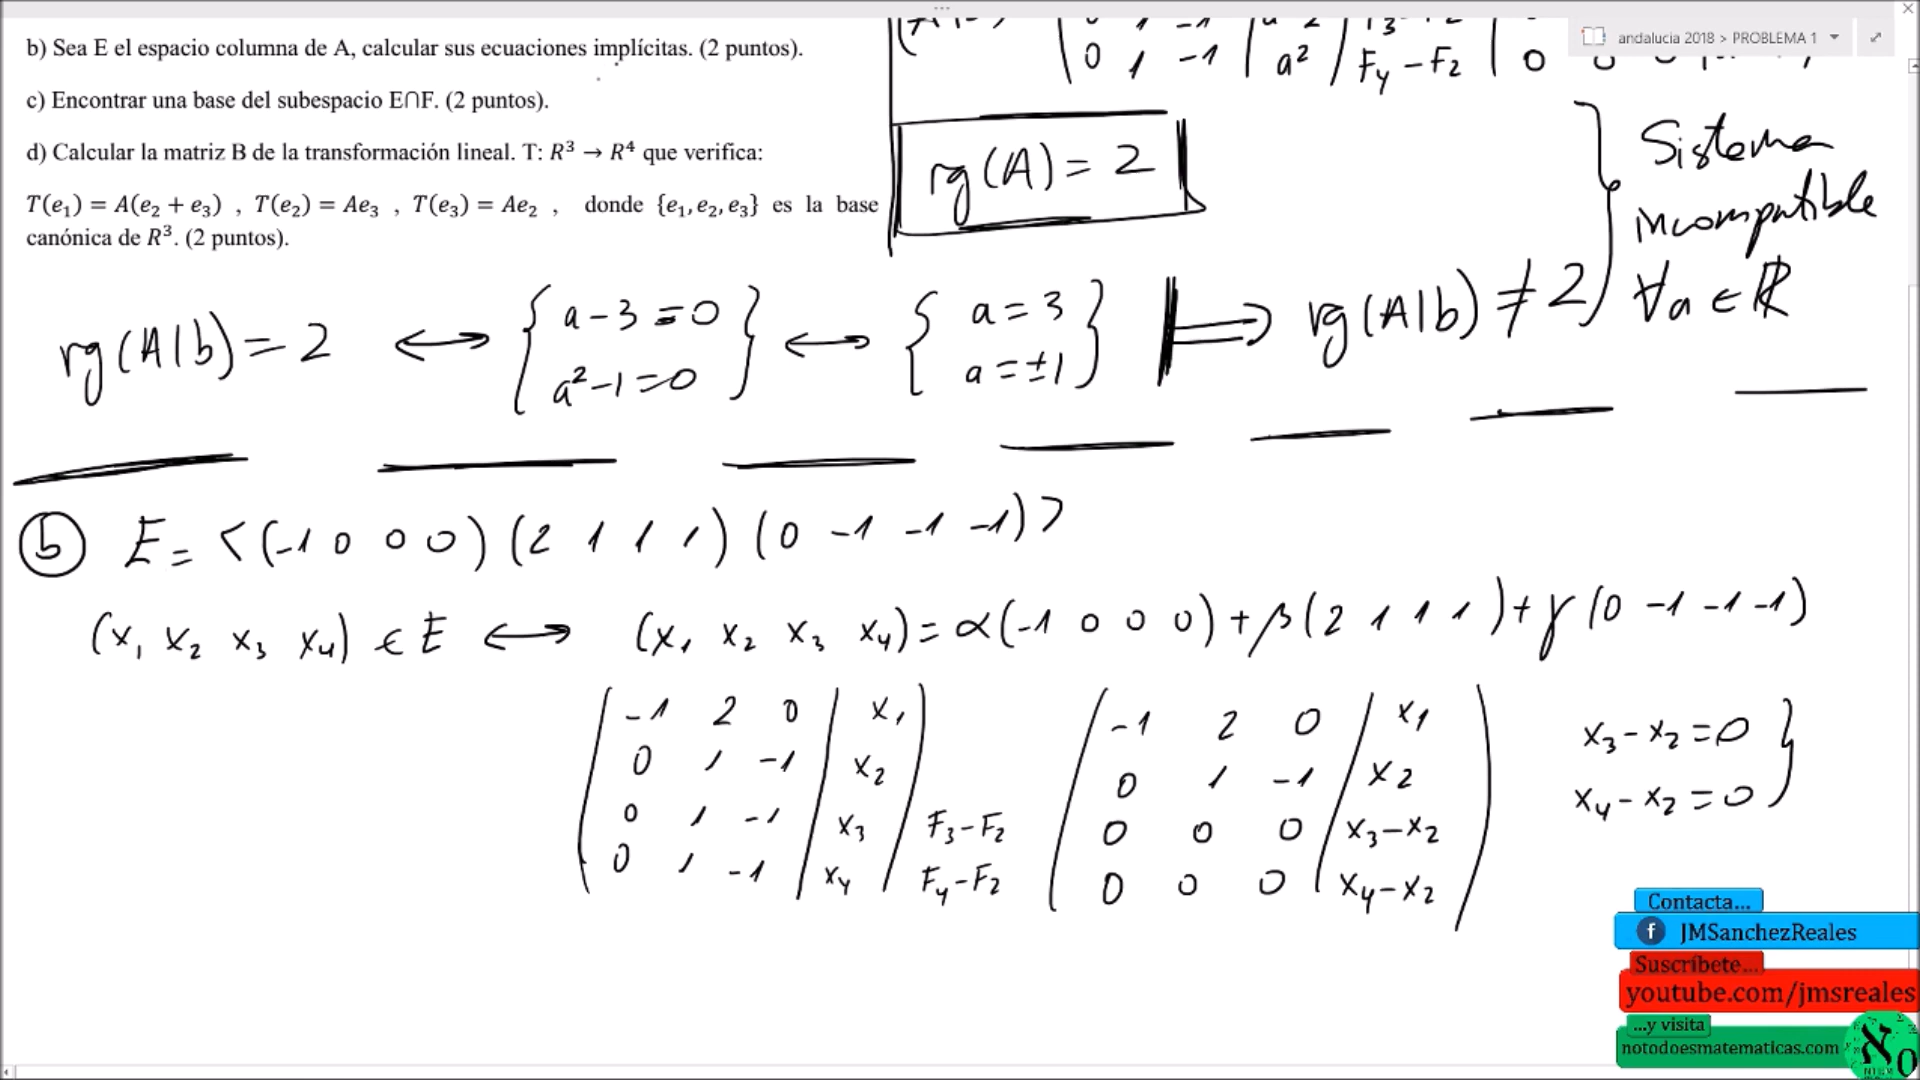 b) Sea E el espacio columna de A, calcular sus ecuaciones implícitas. (2 puntos).
c) Encontrar una base del subespacio E∩F. (2 puntos).
d) Calcular la matriz B de la transformación lineal. T: R³ → R⁴ que verifica:
T(e₁) = A(e₂ + e₃) , T(e₂) = Ae₃ , T(e₃) = Ae₂ , donde {e₁, e₂, e₃} es la base
canónica de R³. (2 puntos).
andalucia 2018 > PROBLEMA 1
0 1 -1 | a² F₄-F₂ 0
rg(A) = 2
Sistema
incompatible
∀a ∈ ℝ
rg(A|b) = 2 ⟷ { a-3=0 } ⟷ { a=3 } ⟹ rg(A|b) ≠ 2
a²-1=0 a=±1
b E = <(-1 0 0 0) (2 1 1 1) (0 -1 -1 -1)>
(x₁ x₂ x₃ x₄) ∈ E ⟷ (x₁ x₂ x₃ x₄) = α(-1 0 0 0) + β(2 1 1 1) + γ(0 -1 -1 -1)
-1 2 0 | x₁ -1 2 0 | x₁
0 1 -1 | x₂ 0 1 -1 | x₂ x₃-x₂=0
0 1 -1 | x₃ F₃-F₂ 0 0 0 | x₃-x₂ x₄-x₂=0
0 1 -1 | x₄ F₄-F₂ 0 0 0 | x₄-x₂
Contacta...
JMSanchezReales
Suscríbete...
youtube.com/jmsreales
...y visita
notodoesmatematicas.com